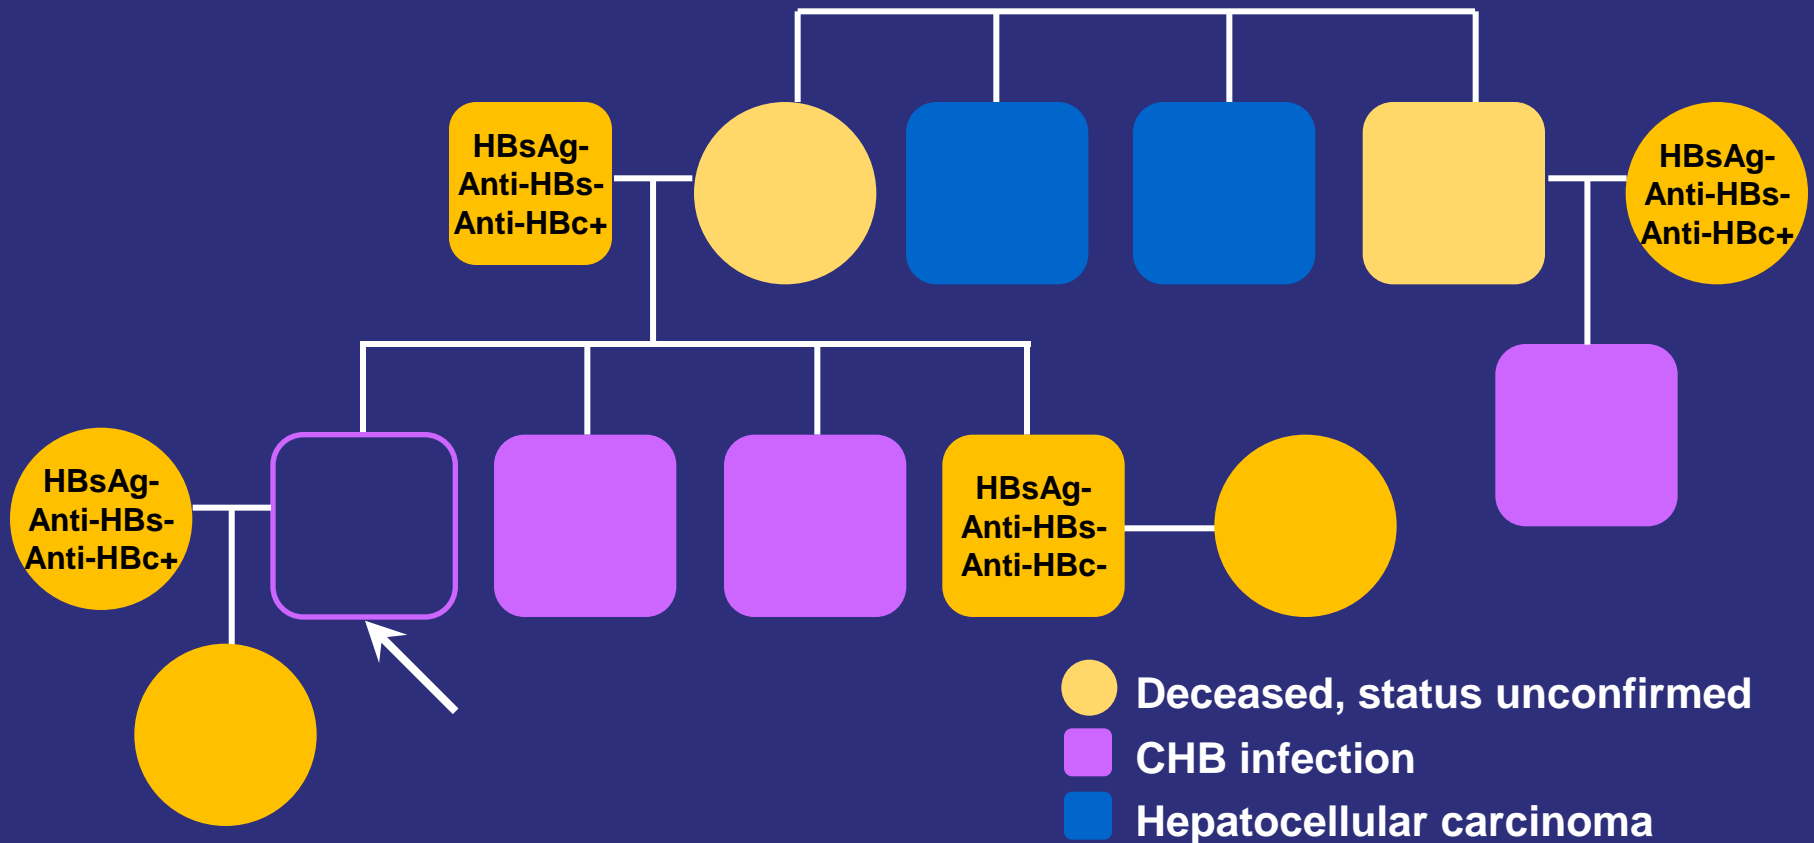 HBsAg-
Anti-HBs-
Anti-HBc+
HBsAg-
Anti-HBs-
Anti-HBc+
HBsAg-
Anti-HBs-
Anti-HBc+
HBsAg-
Anti-HBs-
Anti-HBc-
Deceased, status unconfirmed
CHB infection
Hepatocellular carcinoma